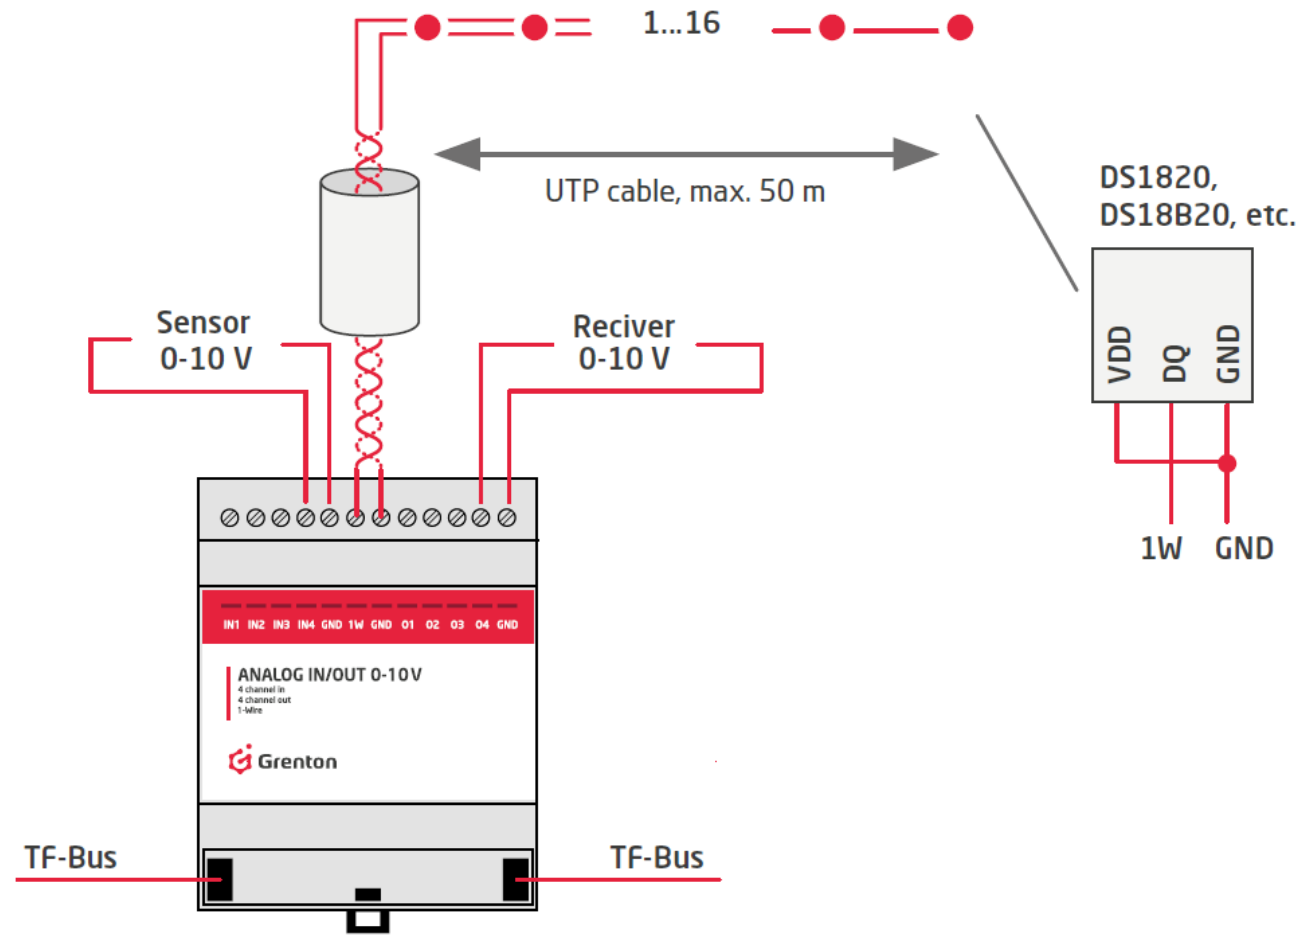 1...16
UTP cable, max. 50 m
DS1820,
DS18B20, etc.
VDD
DQ
GND
1W GND
Sensor
0-10 V
Reciver
0-10 V
IN1 IN2 IN3 IN4 GND 1W GND O1 O2 O3 O4 GND
ANALOG IN/OUT 0-10V
4 channel in
4 channel out
1-Wire
Grenton
TF-Bus
TF-Bus